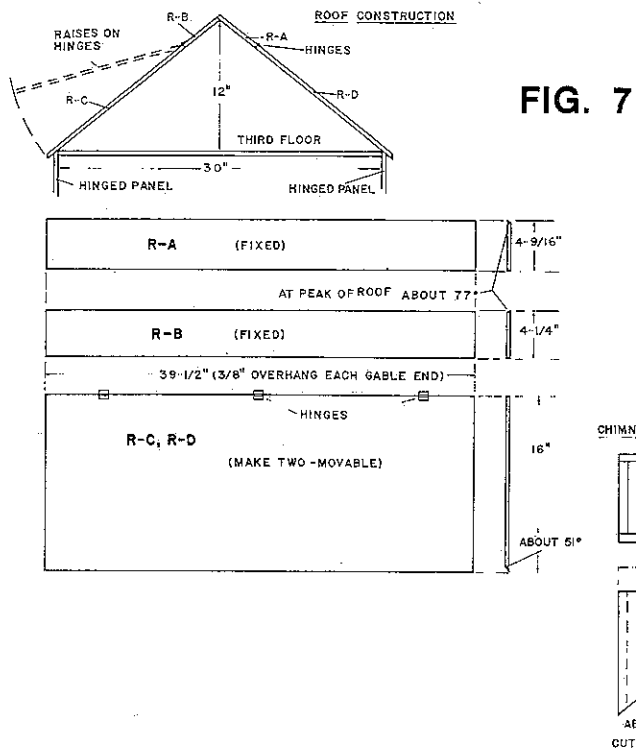 ROOF CONSTRUCTION
R-B
R-A
RAISES ON
HINGES
HINGES
R-C
12"
R-D
FIG. 7
THIRD FLOOR
30"
HINGED PANEL
HINGED PANEL
R-A (FIXED)
4-9/16"
AT PEAK OF ROOF ABOUT 77°
R-B (FIXED)
4-1/4"
39-1/2" (3/8" OVERHANG EACH GABLE END)
HINGES
R-C, R-D
(MAKE TWO-MOVABLE)
16"
CHIMN
ABOUT 51°
AB
CUT